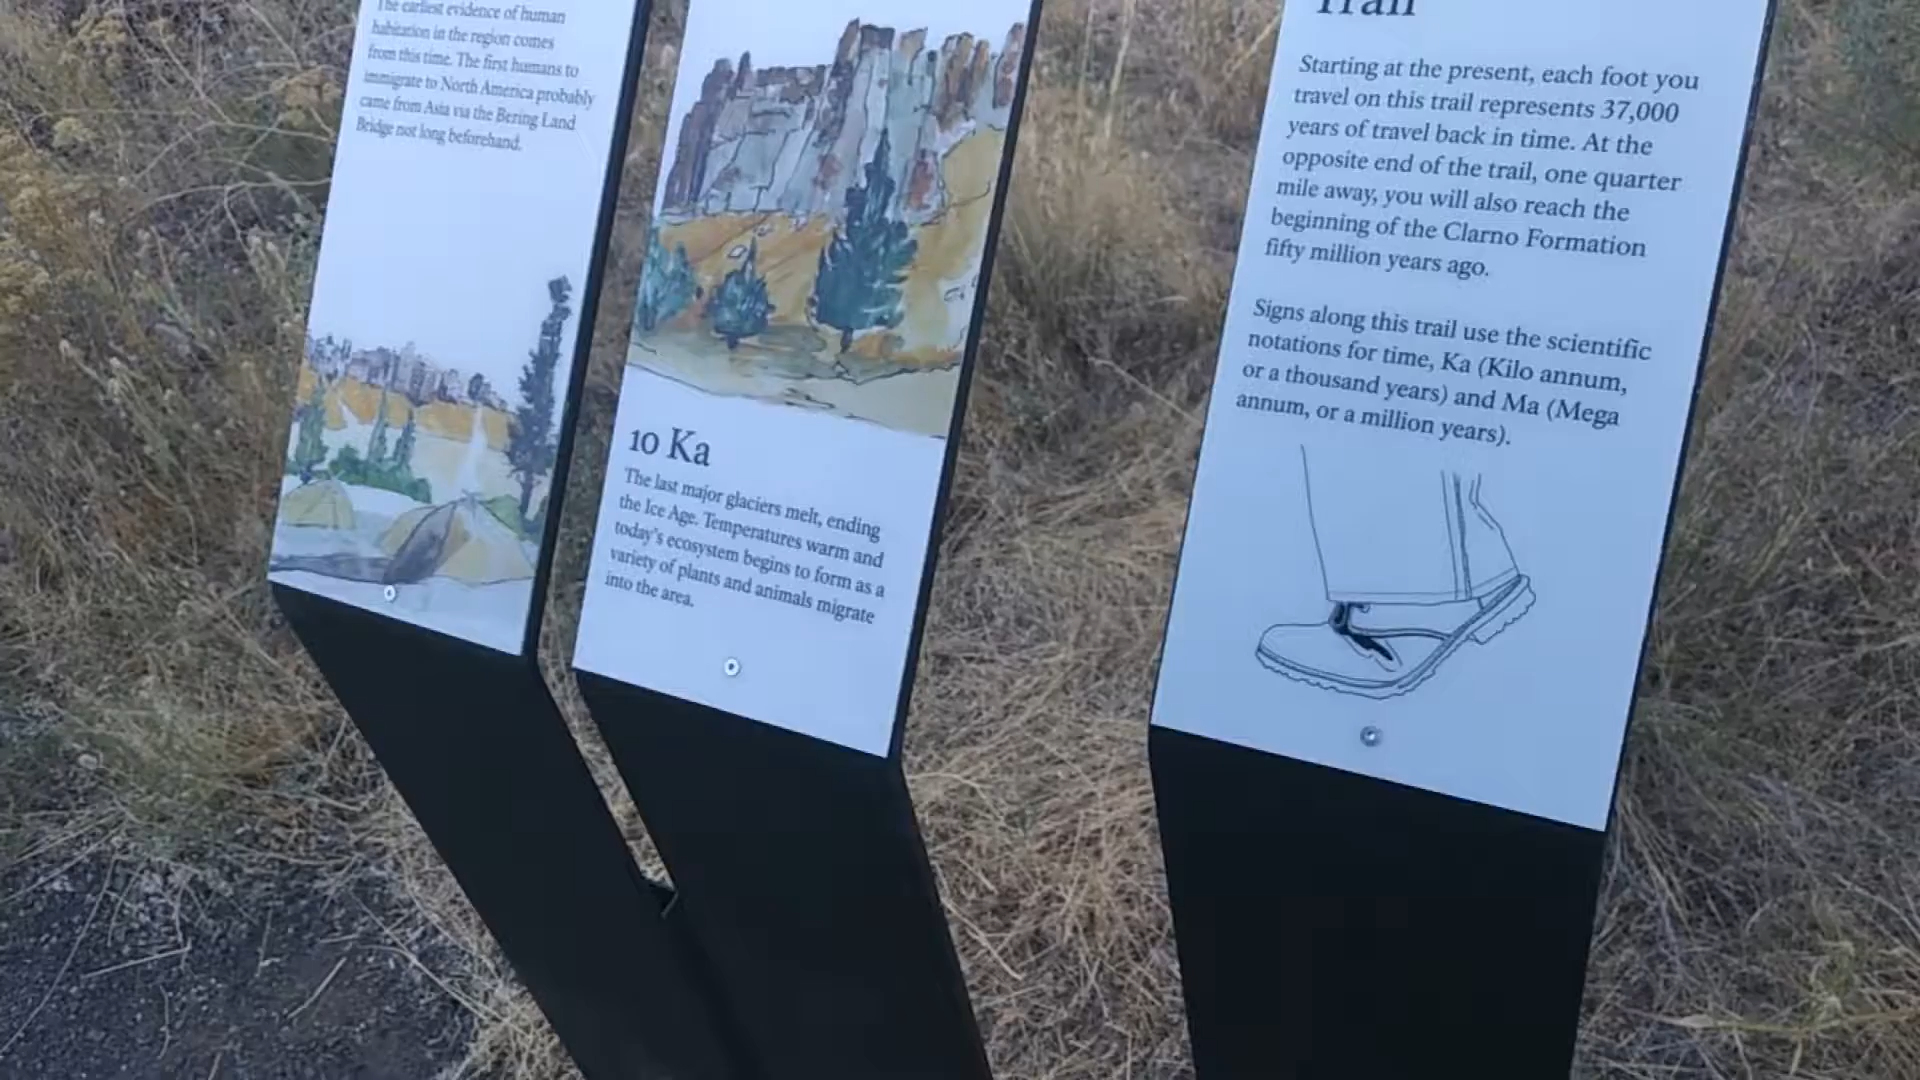 The earliest evidence of human
habitation in the region comes
from this time. The first humans to
immigrate to North America probably
came from Asia via the Bering Land
Bridge not long beforehand.
10 Ka
The last major glaciers melt, ending
the Ice Age. Temperatures warm and
today's ecosystem begins to form as a
variety of plants and animals migrate
into the area.
Trail
Starting at the present, each foot you
travel on this trail represents 37,000
years of travel back in time. At the
opposite end of the trail, one quarter
mile away, you will also reach the
beginning of the Clarno Formation
fifty million years ago.
Signs along this trail use the scientific
notations for time, Ka (Kilo annum,
or a thousand years) and Ma (Mega
annum, or a million years).